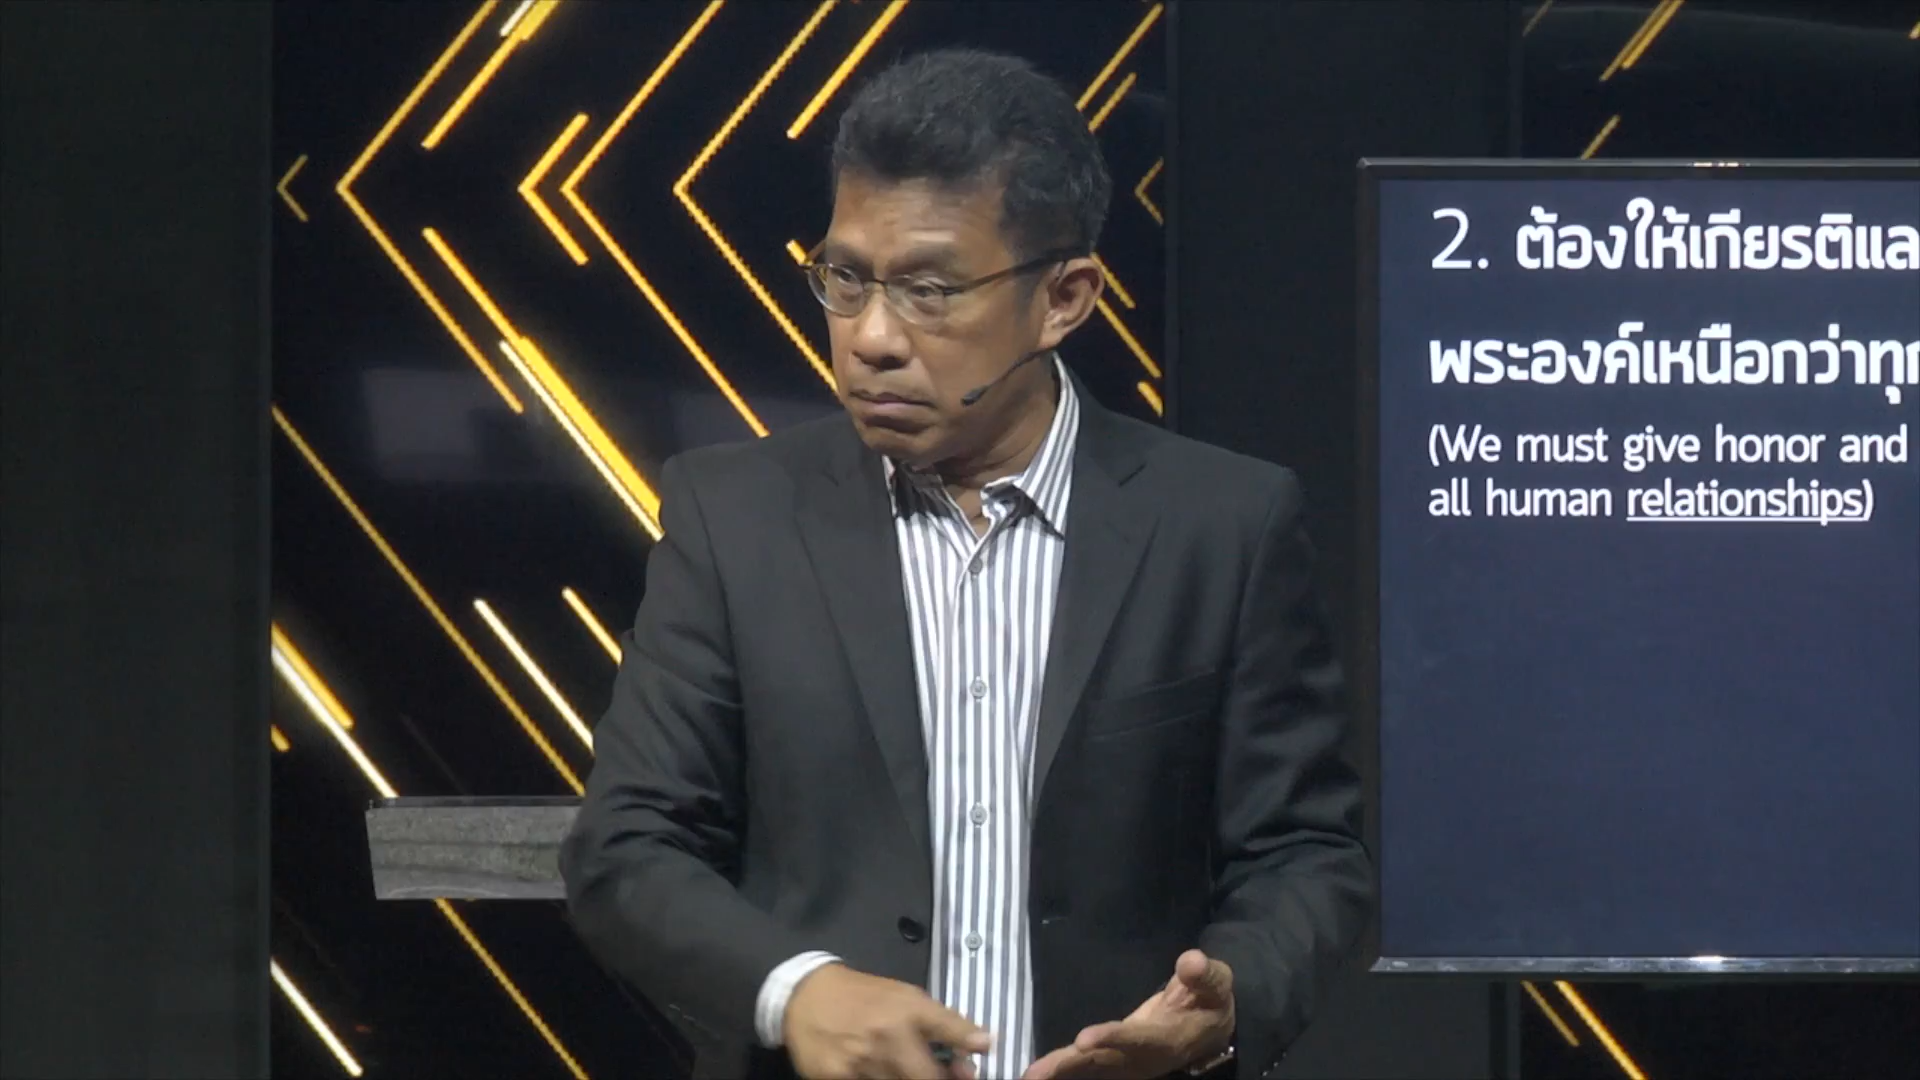 2. ต้องให้เกียรติแล
พระองค์เหนือกว่าทุก
(We must give honor and
all human relationships)